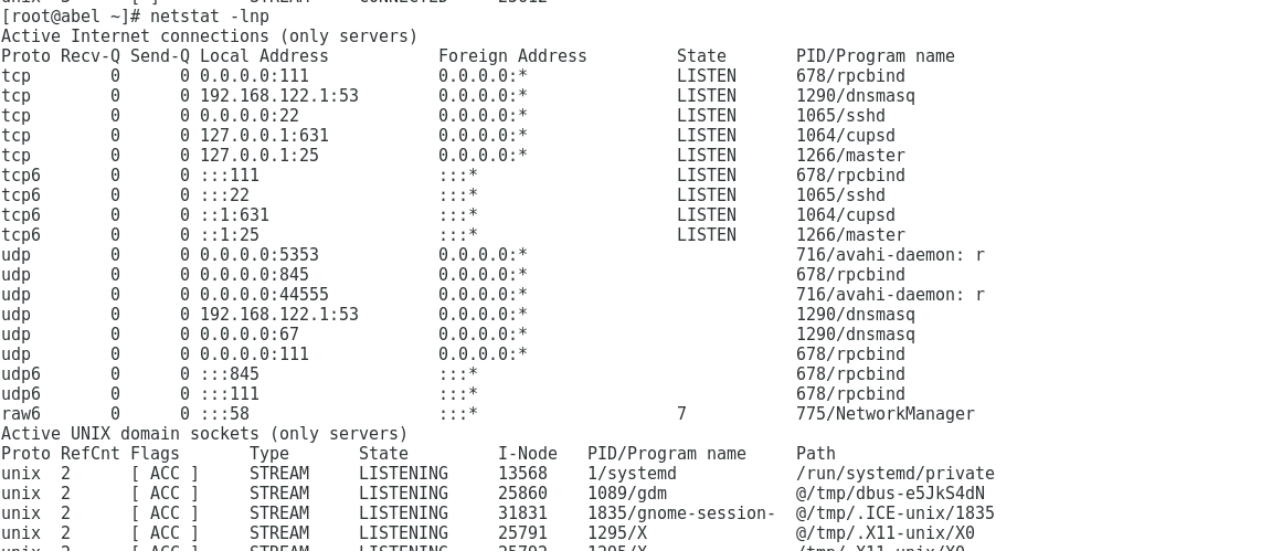 unix 3 [ ] STREAM CONNECTED 25612
[root@abel ~]# netstat -lnp
Active Internet connections (only servers)
Proto Recv-Q Send-Q Local Address Foreign Address State PID/Program name
tcp 0 0 0.0.0.0:111 0.0.0.0:* LISTEN 678/rpcbind
tcp 0 0 192.168.122.1:53 0.0.0.0:* LISTEN 1290/dnsmasq
tcp 0 0 0.0.0.0:22 0.0.0.0:* LISTEN 1065/sshd
tcp 0 0 127.0.0.1:631 0.0.0.0:* LISTEN 1064/cupsd
tcp 0 0 127.0.0.1:25 0.0.0.0:* LISTEN 1266/master
tcp6 0 0 :::111 :::* LISTEN 678/rpcbind
tcp6 0 0 :::22 :::* LISTEN 1065/sshd
tcp6 0 0 ::1:631 :::* LISTEN 1064/cupsd
tcp6 0 0 ::1:25 :::* LISTEN 1266/master
udp 0 0 0.0.0.0:5353 0.0.0.0:* 716/avahi-daemon: r
udp 0 0 0.0.0.0:845 0.0.0.0:* 678/rpcbind
udp 0 0 0.0.0.0:44555 0.0.0.0:* 716/avahi-daemon: r
udp 0 0 192.168.122.1:53 0.0.0.0:* 1290/dnsmasq
udp 0 0 0.0.0.0:67 0.0.0.0:* 1290/dnsmasq
udp 0 0 0.0.0.0:111 0.0.0.0:* 678/rpcbind
udp6 0 0 :::845 :::* 678/rpcbind
udp6 0 0 :::111 :::* 678/rpcbind
raw6 0 0 :::58 :::* 7 775/NetworkManager
Active UNIX domain sockets (only servers)
Proto RefCnt Flags Type State I-Node PID/Program name Path
unix 2 [ ACC ] STREAM LISTENING 13568 1/systemd /run/systemd/private
unix 2 [ ACC ] STREAM LISTENING 25860 1089/gdm @/tmp/dbus-e5JkS4dN
unix 2 [ ACC ] STREAM LISTENING 31831 1835/gnome-session- @/tmp/.ICE-unix/1835
unix 2 [ ACC ] STREAM LISTENING 25791 1295/X @/tmp/.X11-unix/X0
unix 2 [ ACC ] STREAM LISTENING 25792 1295/X /tmp/.X11-unix/X0